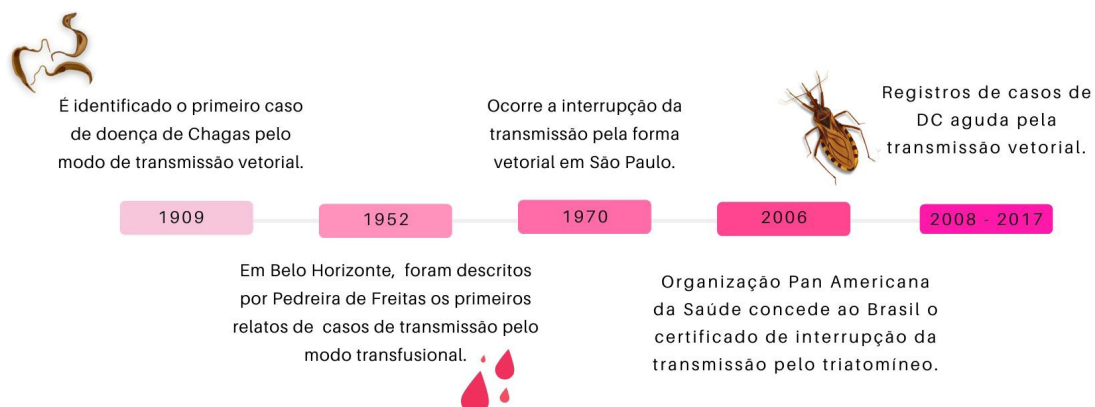 É identificado o primeiro caso
de doença de Chagas pelo
modo de transmissão vetorial.
1909
1952
Em Belo Horizonte, foram descritos
por Pedreira de Freitas os primeiros
relatos de casos de transmissão pelo
modo transfusional.
Ocorre a interrupção da
transmissão pela forma
vetorial em São Paulo.
1970
2006
Organização Pan Americana
da Saúde concede ao Brasil o
certificado de interrupção da
transmissão pelo triatomíneo.
Registros de casos de
DC aguda pela
transmissão vetorial.
2008 - 2017